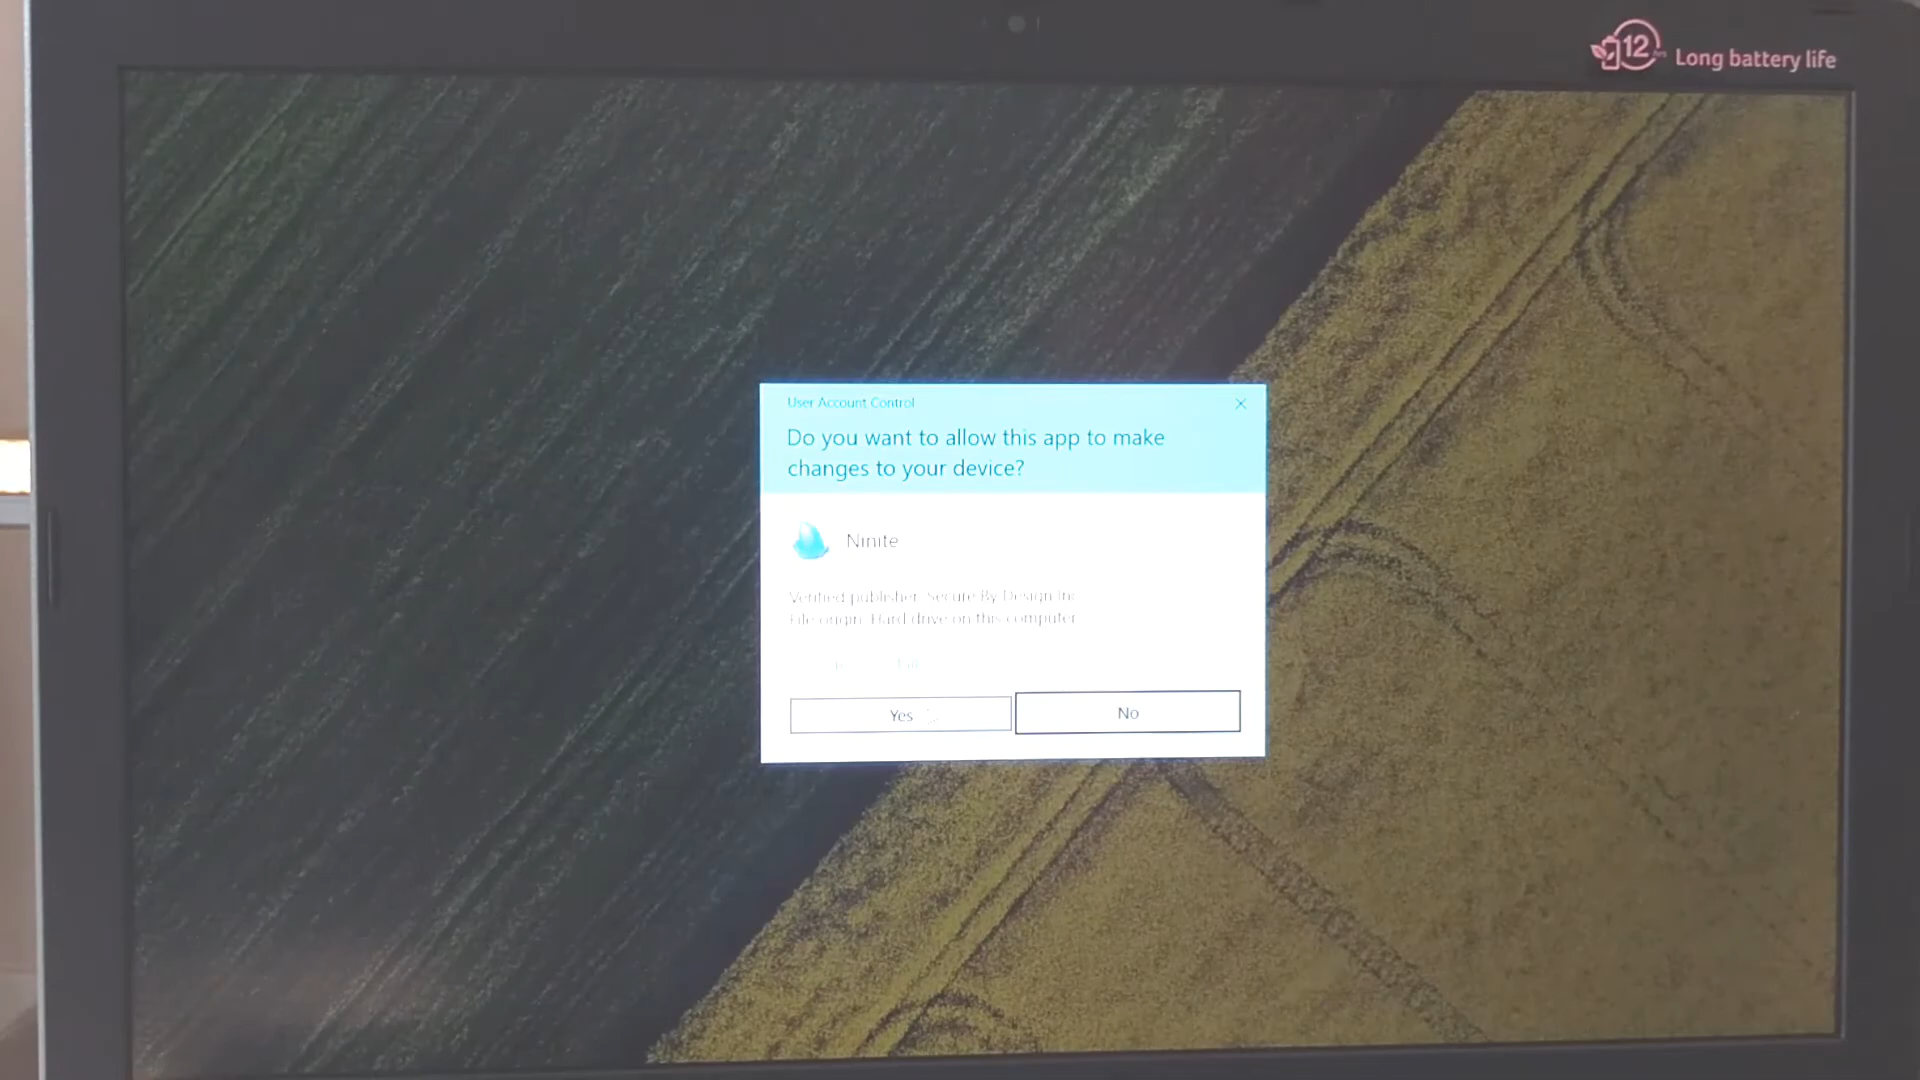 12
Long battery life
User Account Control
Do you want to allow this app to make
changes to your device?
Ninite
Verified publisher: Secure By Design Inc
File origin: Hard drive on this computer
Yes
No